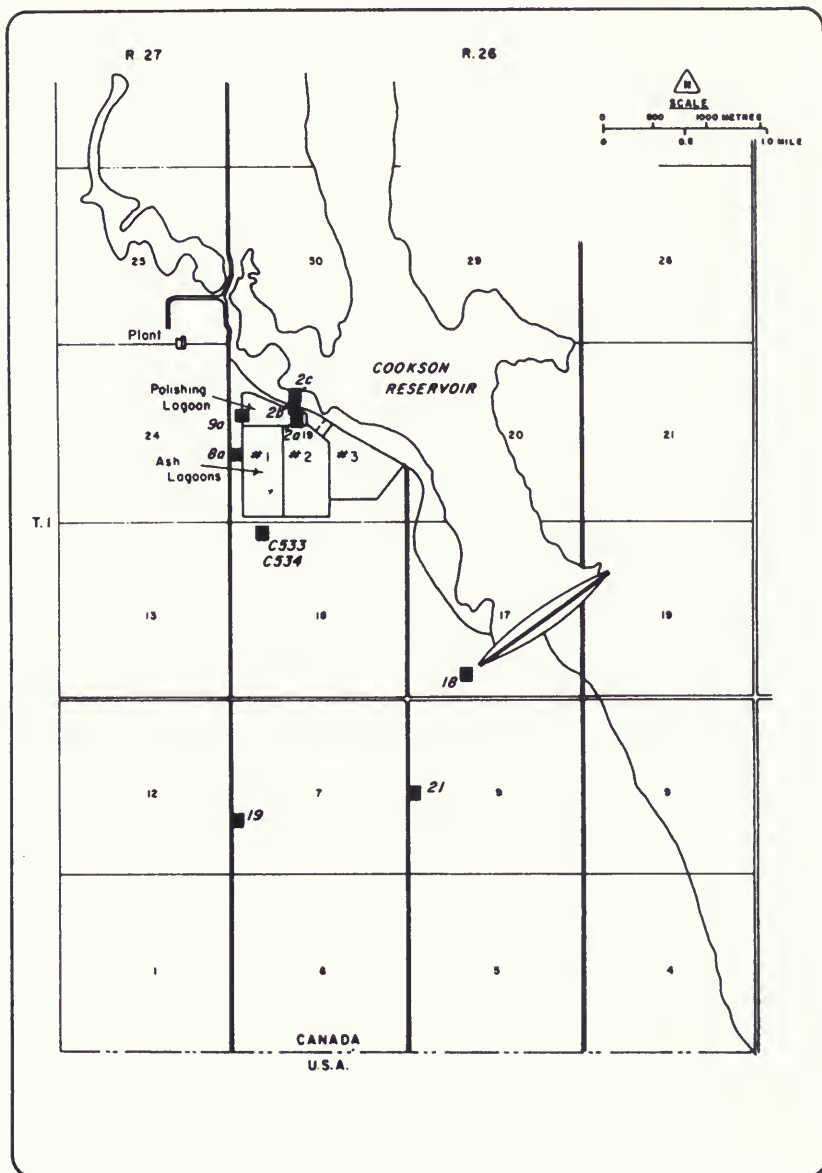 R. 27 R. 26
N
SCALE
0 500 1000 METRES
0 0.5 1.0 MILE
25 30 29 28
Plant
COOKSON
RESERVOIR
Polishing
Lagoon
2c
2b
9a
2a 19
24 20 21
8a #1 #2 #3
Ash
Lagoons
T. I
C533
C534
13 18 17 19
18
12 7 21 9 9
19
1 6 5 4
CANADA
U.S.A.